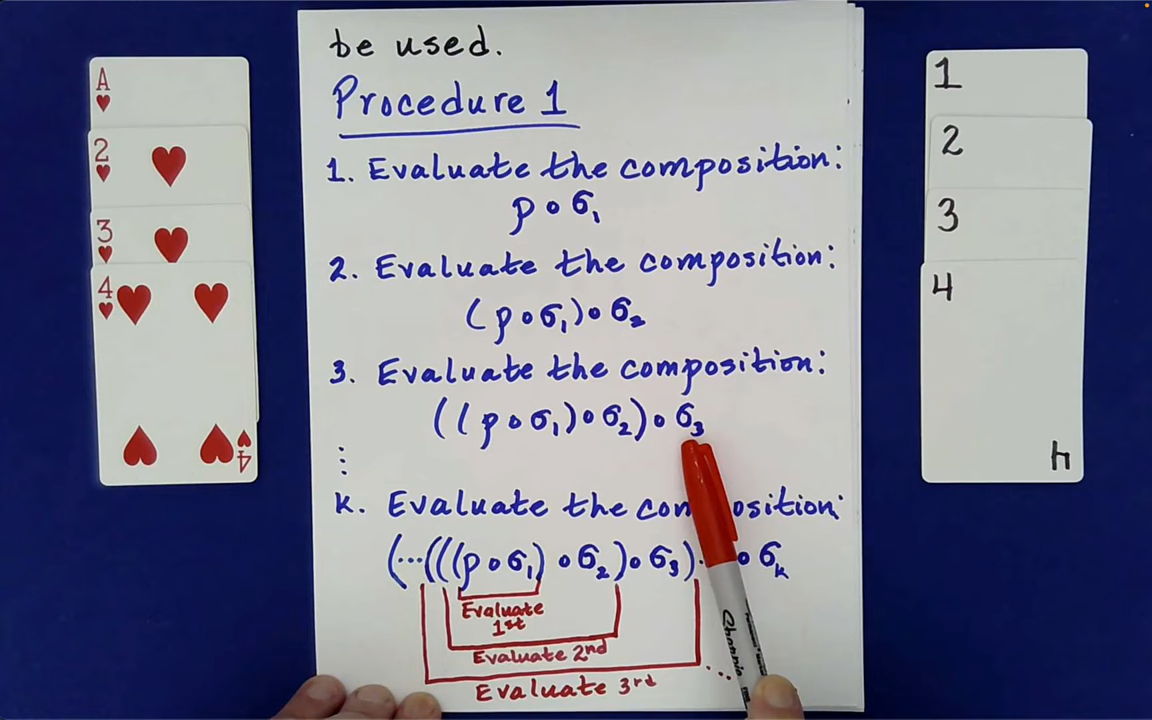 be used.
Procedure 1
1. Evaluate the composition:
p ∘ σ₁
2. Evaluate the composition:
(p ∘ σ₁) ∘ σ₂
3. Evaluate the composition:
((p ∘ σ₁) ∘ σ₂) ∘ σ₃
⋮
k. Evaluate the composition:
(⋯(((p ∘ σ₁) ∘ σ₂) ∘ σ₃)⋯ ∘ σₖ
Evaluate
1st
Evaluate 2nd
Evaluate 3rd ⋱
A
2
3
4
4
1
2
3
4
4
Sharpie